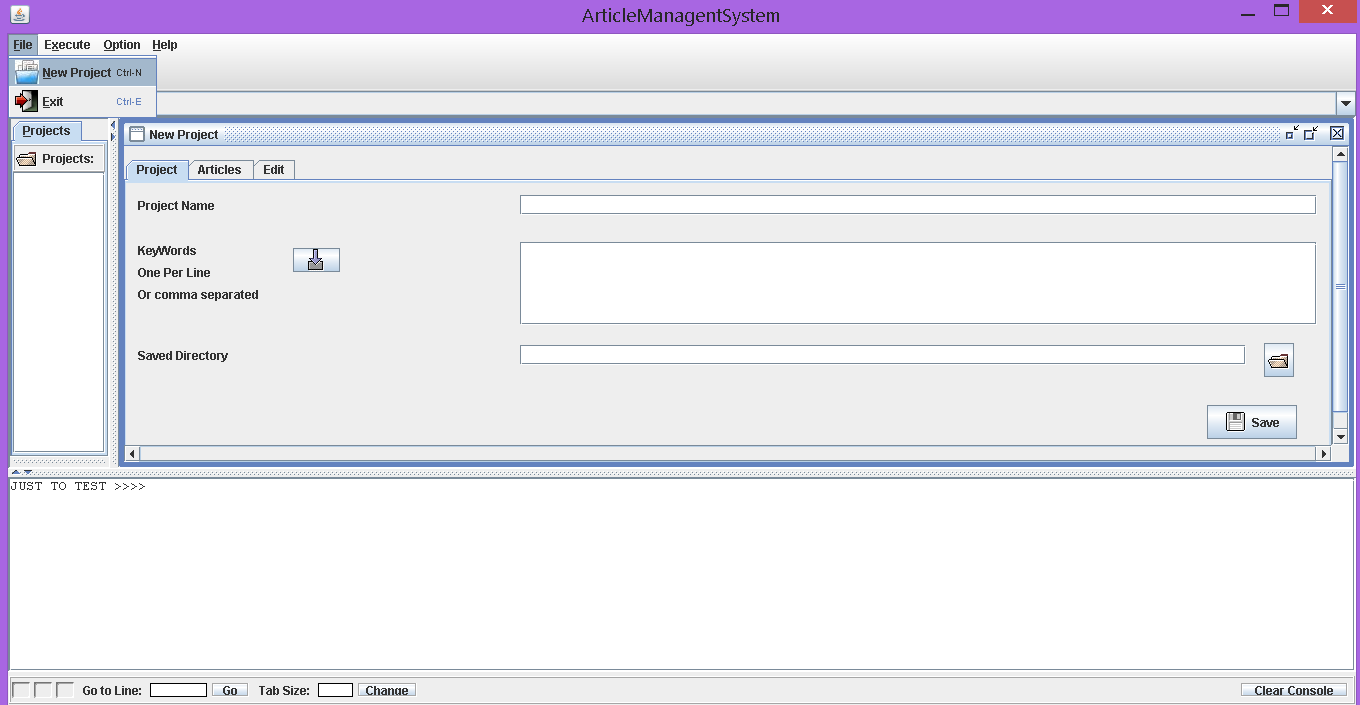 ArticleManagentSystem
File Execute Option Help
New Project Ctrl-N
Exit Ctrl-E
Projects
Projects:
New Project
Project Articles Edit
Project Name
KeyWords
One Per Line
Or comma separated
Saved Directory
Save
JUST TO TEST >>>>
Go to Line: Go Tab Size: Change Clear Console